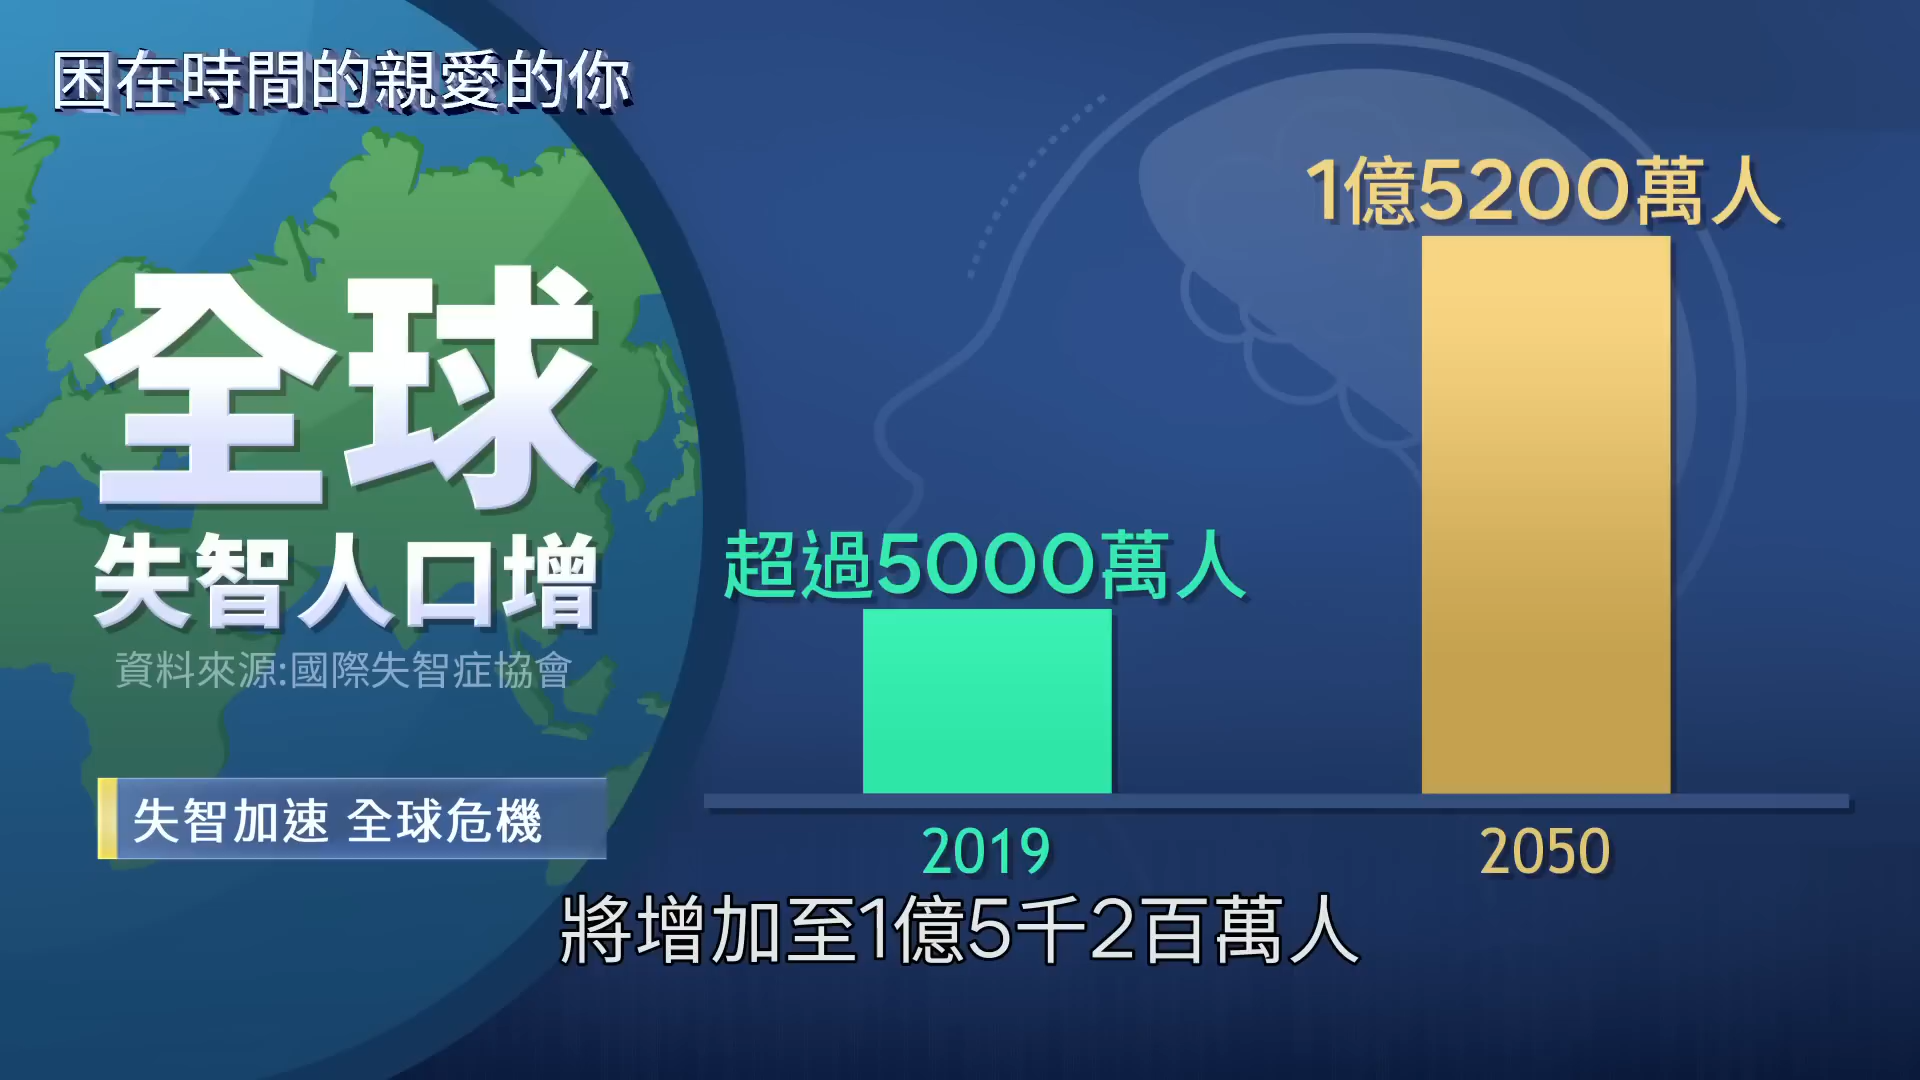 困在時間的親愛的你
全球
失智人口增
資料來源:國際失智症協會
失智加速 全球危機
1億5200萬人
超過5000萬人
2019
2050
將增加至1億5千2百萬人